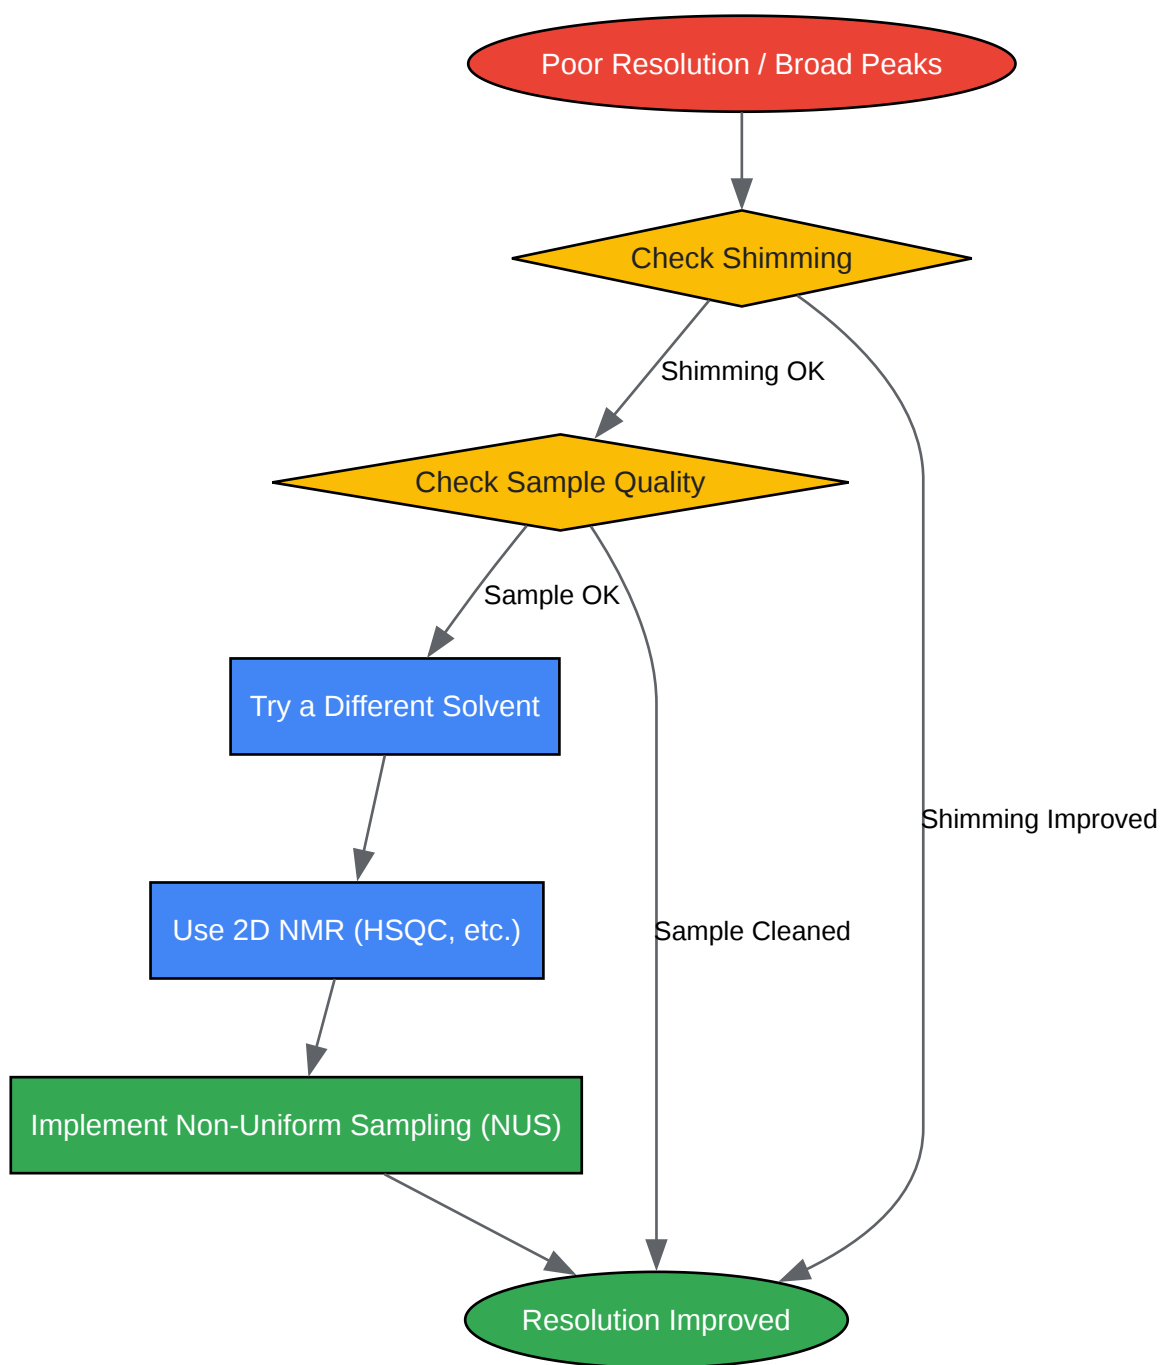 Poor Resolution / Broad Peaks
Check Shimming
Shimming OK
Check Sample Quality
Sample OK
Try a Different Solvent
Shimming Improved
Use 2D NMR (HSQC, etc.)
Sample Cleaned
Implement Non-Uniform Sampling (NUS)
Resolution Improved